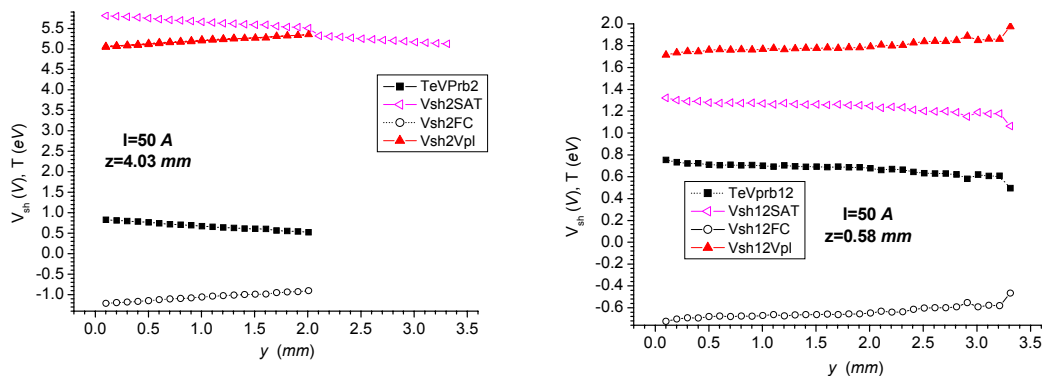 5.5
5.0
4.5
4.0
3.5
3.0
2.5
2.0
1.5
1.0
0.5
0.0
-0.5
-1.0
V_sh (V), T (eV)
TeVPrb2
Vsh2SAT
Vsh2FC
Vsh2Vpl
I=50 A
z=4.03 mm
0.0 0.5 1.0 1.5 2.0 2.5 3.0 3.5
y (mm)
2.0
1.8
1.6
1.4
1.2
1.0
0.8
0.6
0.4
0.2
0.0
-0.2
-0.4
-0.6
V_sh (V), T (eV)
TeVprb12
Vsh12SAT
Vsh12FC
Vsh12Vpl
I=50 A
z=0.58 mm
0.0 0.5 1.0 1.5 2.0 2.5 3.0 3.5
y (mm)